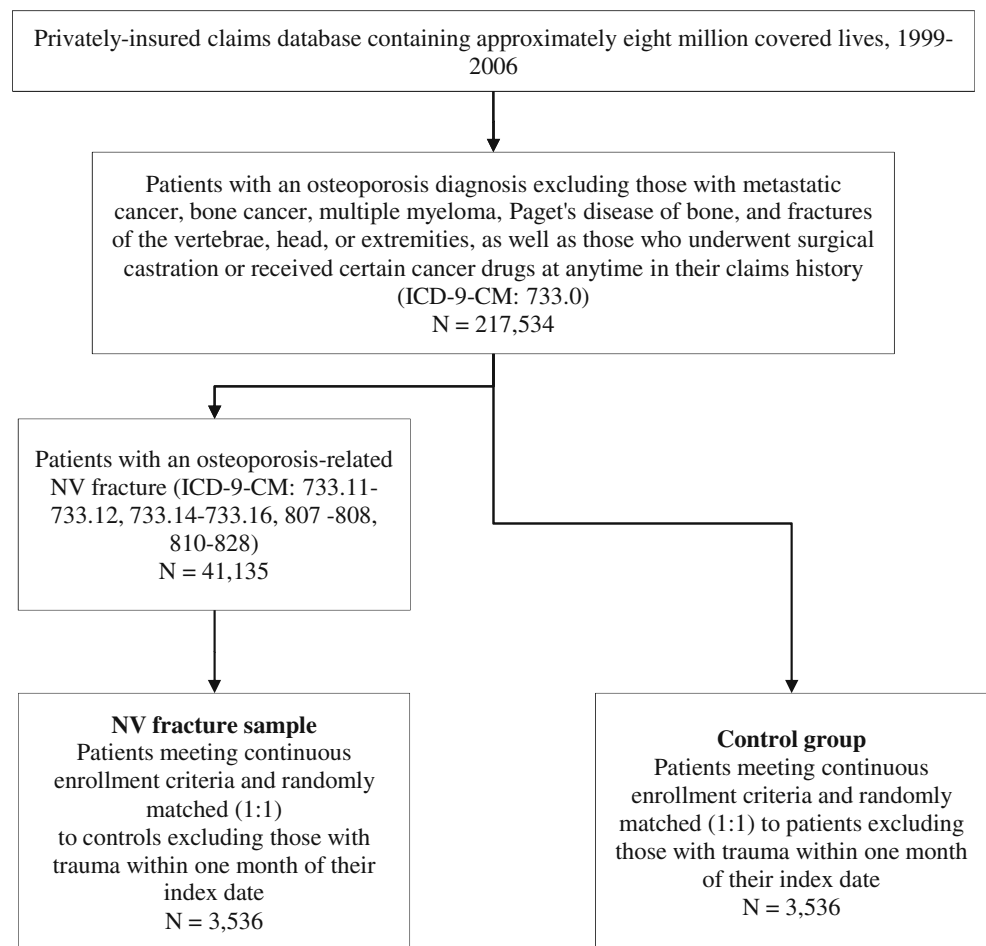 Privately-insured claims database containing approximately eight million covered lives, 1999-
2006
Patients with an osteoporosis diagnosis excluding those with metastatic
cancer, bone cancer, multiple myeloma, Paget's disease of bone, and fractures
of the vertebrae, head, or extremities, as well as those who underwent surgical
castration or received certain cancer drugs at anytime in their claims history
(ICD-9-CM: 733.0)
N = 217,534
Patients with an osteoporosis-related
NV fracture (ICD-9-CM: 733.11-
733.12, 733.14-733.16, 807 -808,
810-828)
N = 41,135
NV fracture sample
Patients meeting continuous
enrollment criteria and randomly
matched (1:1)
to controls excluding those with
trauma within one month of their
index date
N = 3,536
Control group
Patients meeting continuous
enrollment criteria and randomly
matched (1:1) to patients excluding
those with trauma within one month
of their index date
N = 3,536